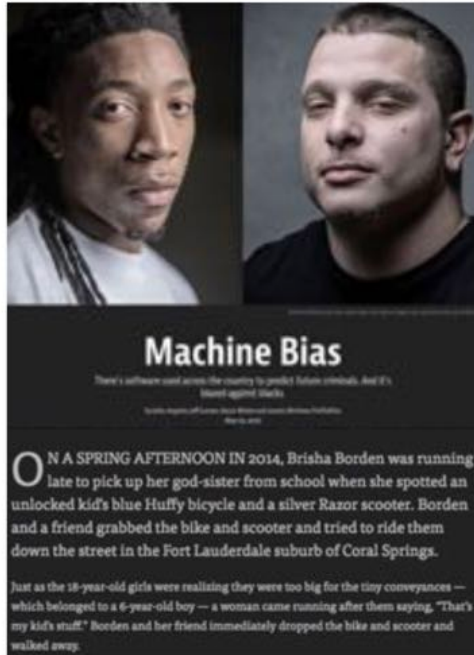 Machine Bias
There's software used across the country to predict future criminals. And it's
biased against blacks.
ON A SPRING AFTERNOON IN 2014, Brisha Borden was running
late to pick up her god-sister from school when she spotted an
unlocked kid's blue Huffy bicycle and a silver Razor scooter. Borden
and a friend grabbed the bike and scooter and tried to ride them
down the street in the Fort Lauderdale suburb of Coral Springs.
Just as the 18-year-old girls were realizing they were too big for the tiny conveyances —
which belonged to a 6-year-old boy — a woman came running after them saying, "That's
my kid's stuff." Borden and her friend immediately dropped the bike and scooter and
walked away.